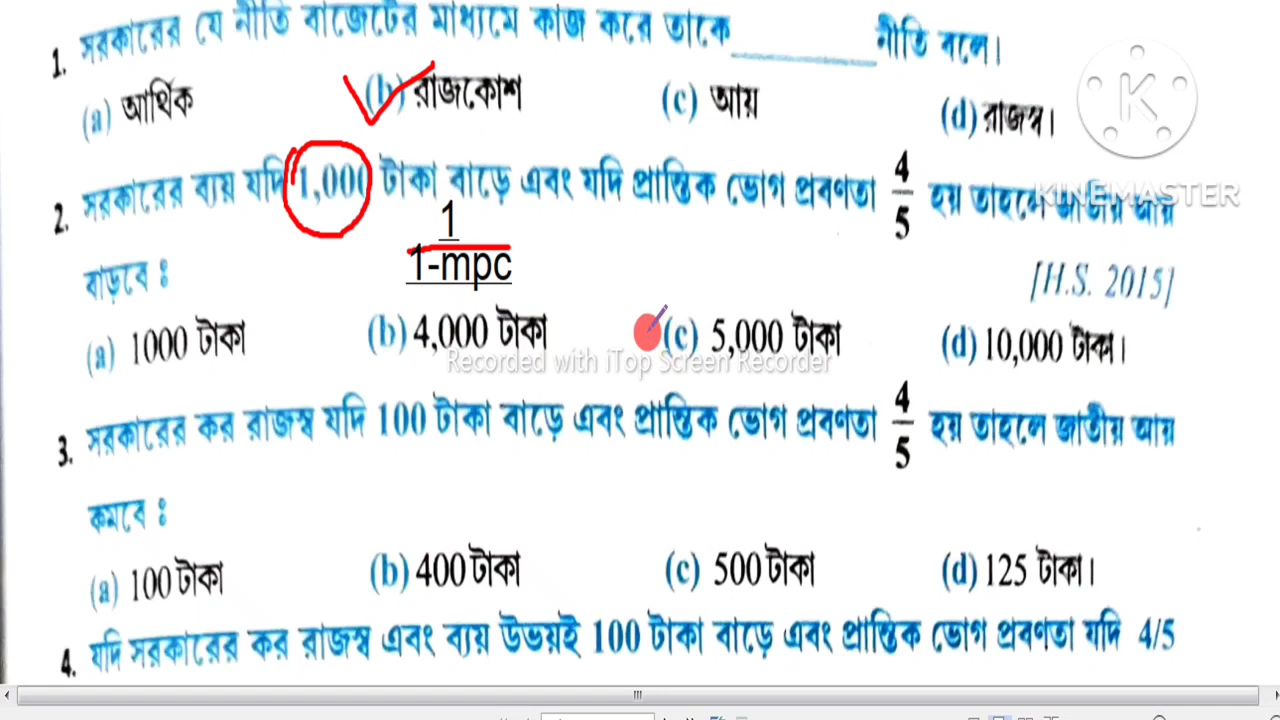 1. সরকারের যে নীতি বাজেটের মাধ্যমে কাজ করে তাকে ________ নীতি বলে।
(a) আর্থিক (b) রাজকোশ (c) আয় (d) রাজস্ব।
2. সরকারের ব্যয় যদি 1,000 টাকা বাড়ে এবং যদি প্রান্তিক ভোগ প্রবণতা 4/5 হয় তাহলে জাতীয় আয়
KINEMASTER
1
1-mpc
বাড়বে : [H.S. 2015]
(a) 1000 টাকা (b) 4,000 টাকা (c) 5,000 টাকা (d) 10,000 টাকা।
Recorded with iTop Screen Recorder
3. সরকারের কর রাজস্ব যদি 100 টাকা বাড়ে এবং প্রান্তিক ভোগ প্রবণতা 4/5 হয় তাহলে জাতীয় আয়
কমবে :
(a) 100 টাকা (b) 400 টাকা (c) 500 টাকা (d) 125 টাকা।
4. যদি সরকারের কর রাজস্ব এবং ব্যয় উভয়ই 100 টাকা বাড়ে এবং প্রান্তিক ভোগ প্রবণতা যদি 4/5